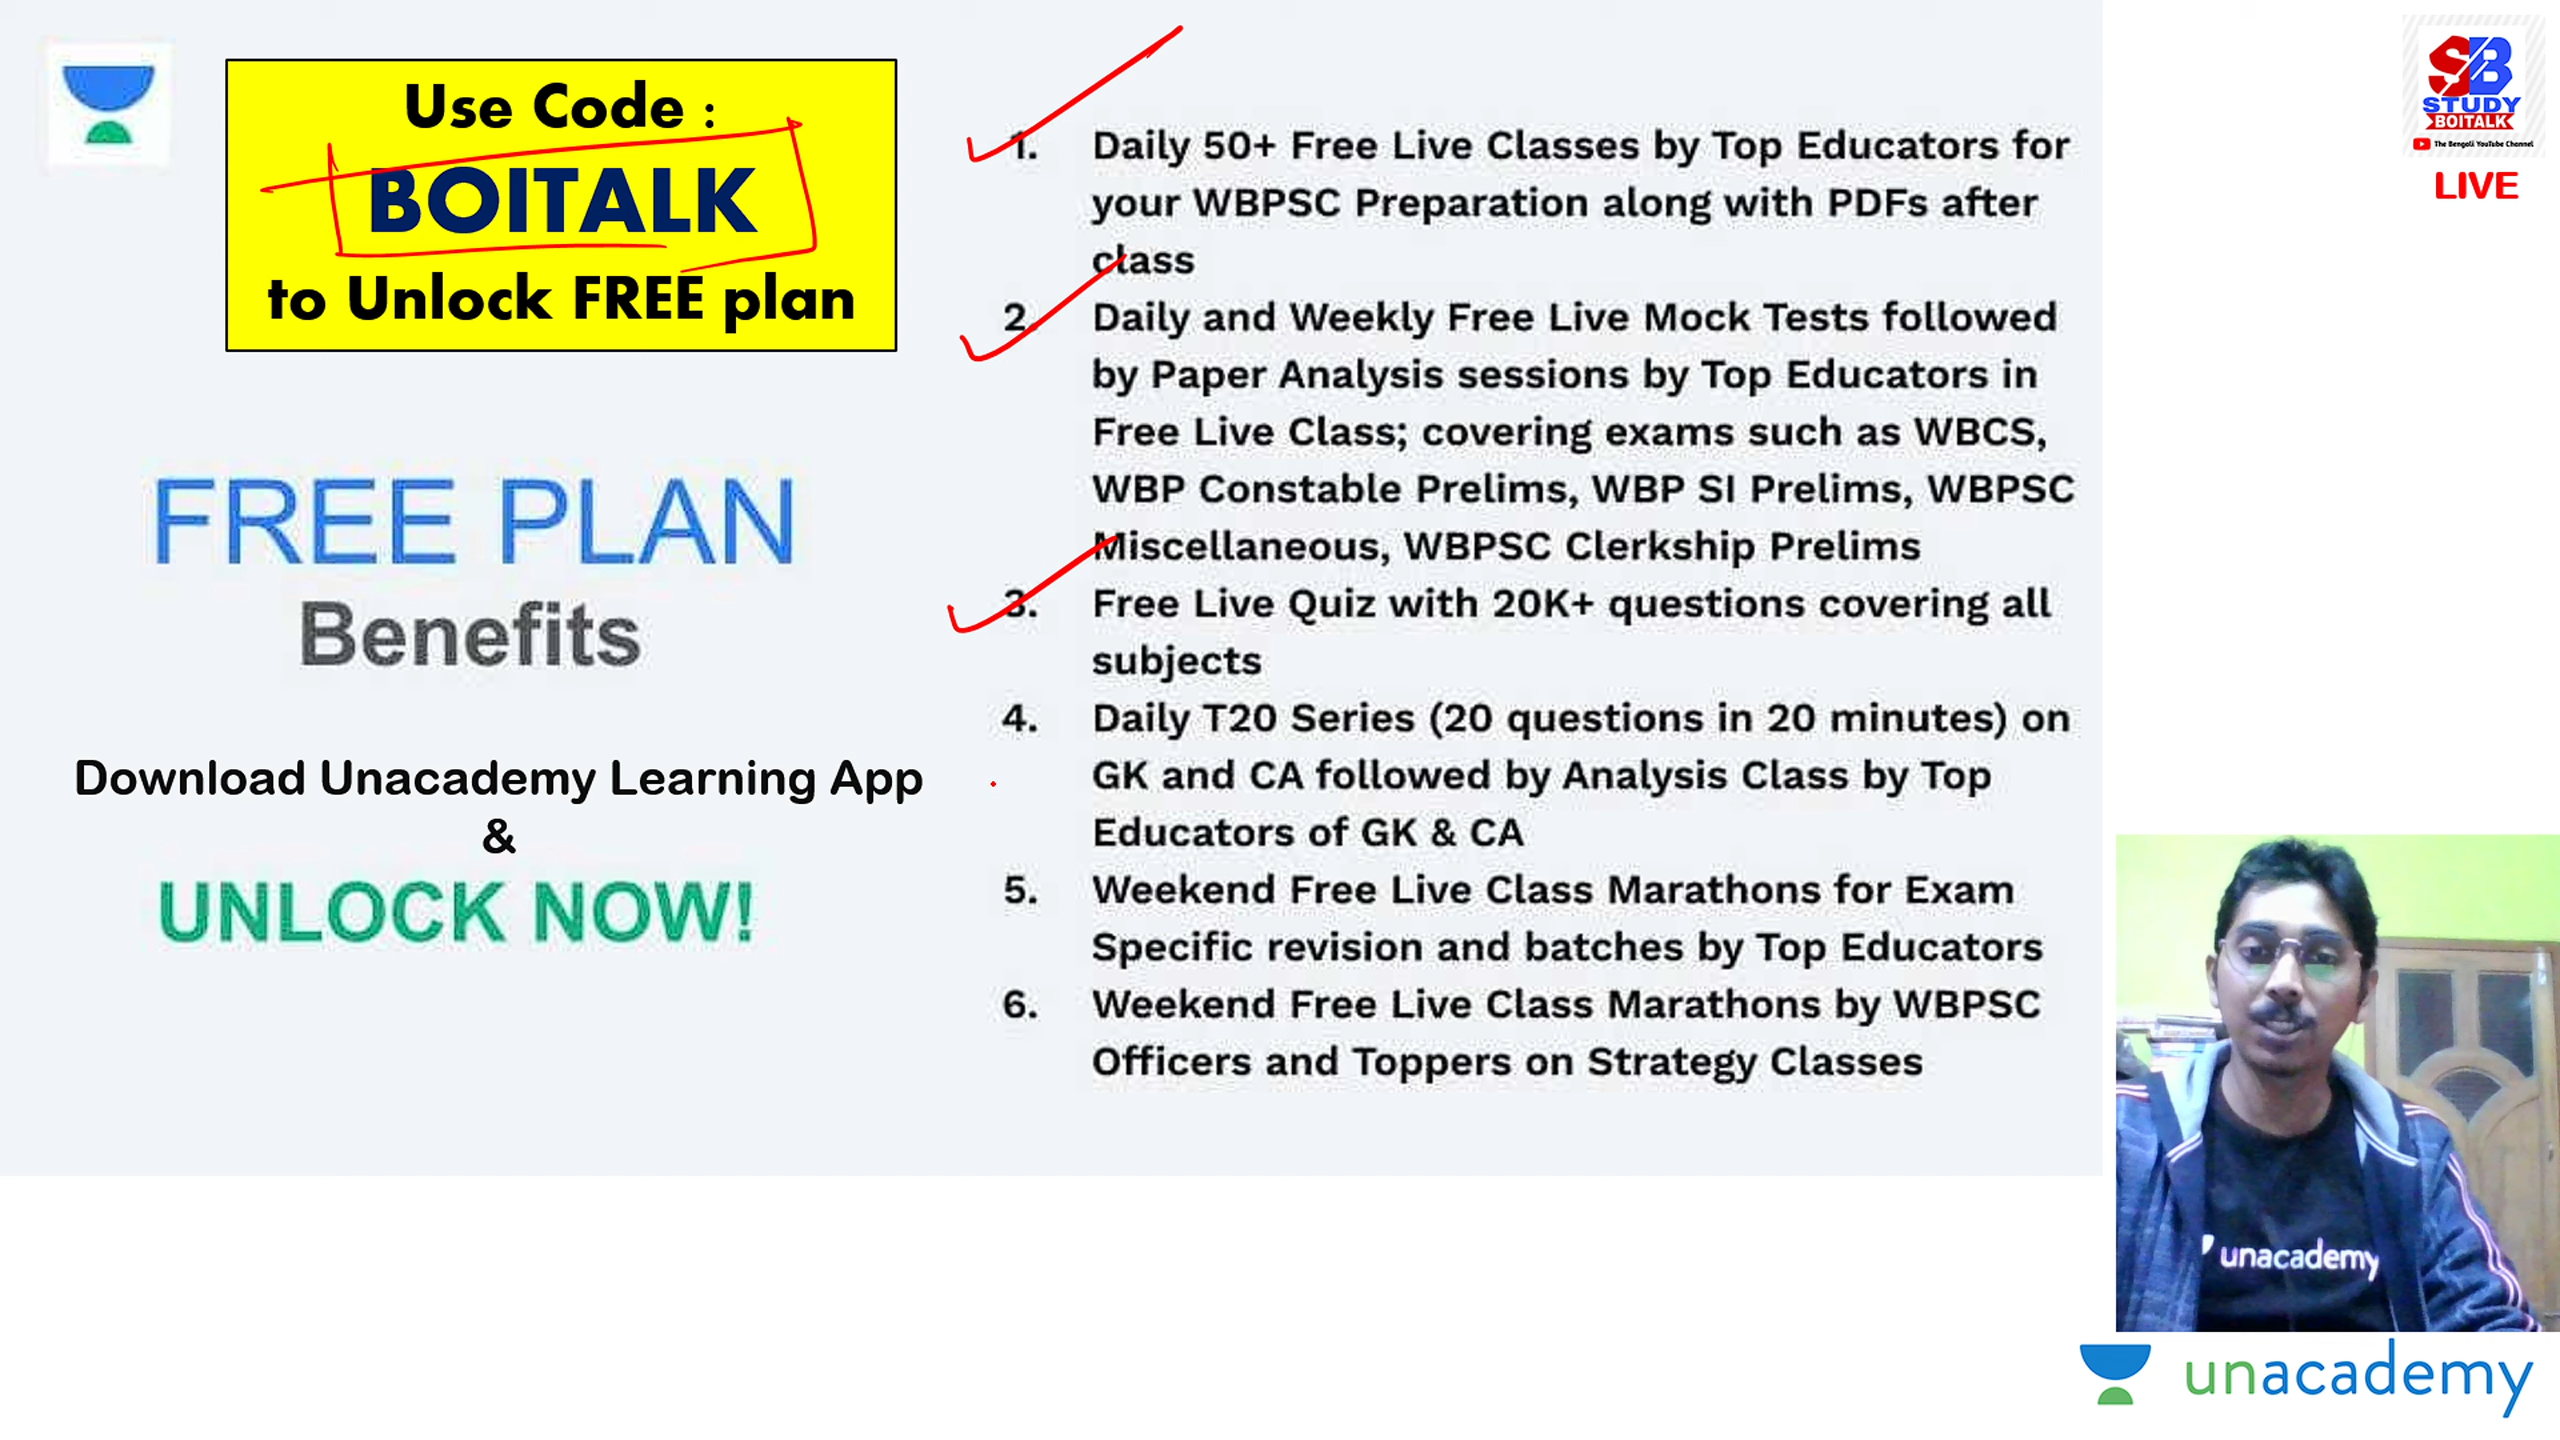 Use Code :
BOITALK
to Unlock FREE plan
FREE PLAN
Benefits
Download Unacademy Learning App
&
UNLOCK NOW!
1. Daily 50+ Free Live Classes by Top Educators for
your WBPSC Preparation along with PDFs after
class
2. Daily and Weekly Free Live Mock Tests followed
by Paper Analysis sessions by Top Educators in
Free Live Class; covering exams such as WBCS,
WBP Constable Prelims, WBP SI Prelims, WBPSC
Miscellaneous, WBPSC Clerkship Prelims
3. Free Live Quiz with 20K+ questions covering all
subjects
4. Daily T20 Series (20 questions in 20 minutes) on
GK and CA followed by Analysis Class by Top
Educators of GK & CA
5. Weekend Free Live Class Marathons for Exam
Specific revision and batches by Top Educators
6. Weekend Free Live Class Marathons by WBPSC
Officers and Toppers on Strategy Classes
SB
STUDY
BOITALK
The Bengali YouTube Channel
LIVE
unacademy
unacademy